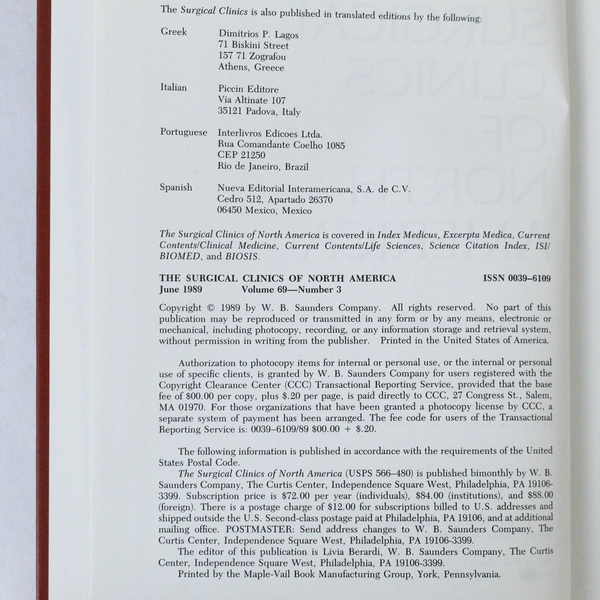 The Surgical Clinics is also published in translated editions by the following:
Greek Dimitrios P. Lagos
71 Biskini Street
157 71 Zografou
Athens, Greece
Italian Piccin Editore
Via Altinate 107
35121 Padova, Italy
Portuguese Interlivros Edicoes Ltda.
Rua Comandante Coelho 1085
CEP 21250
Rio de Janeiro, Brazil
Spanish Nueva Editorial Interamericana, S.A. de C.V.
Cedro 512, Apartado 26370
06450 Mexico, Mexico
The Surgical Clinics of North America is covered in Index Medicus, Excerpta Medica, Current
Contents/Clinical Medicine, Current Contents/Life Sciences, Science Citation Index, ISI/
BIOMED, and BIOSIS.
THE SURGICAL CLINICS OF NORTH AMERICA ISSN 0039–6109
June 1989 Volume 69—Number 3
Copyright © 1989 by W. B. Saunders Company. All rights reserved. No part of this
publication may be reproduced or transmitted in any form or by any means, electronic or
mechanical, including photocopy, recording, or any information storage and retrieval system,
without permission in writing from the publisher. Printed in the United States of America.
Authorization to photocopy items for internal or personal use, or the internal or personal
use of specific clients, is granted by W. B. Saunders Company for users registered with the
Copyright Clearance Center (CCC) Transactional Reporting Service, provided that the base
fee of $00.00 per copy, plus $.20 per page, is paid directly to CCC, 27 Congress St., Salem,
MA 01970. For those organizations that have been granted a photocopy license by CCC, a
separate system of payment has been arranged. The fee code for users of the Transactional
Reporting Service is: 0039–6109/89 $00.00 + $.20.
The following information is published in accordance with the requirements of the United
States Postal Code.
The Surgical Clinics of North America (USPS 566–480) is published bimonthly by W. B.
Saunders Company, The Curtis Center, Independence Square West, Philadelphia, PA 19106-
3399. Subscription price is $72.00 per year (individuals), $84.00 (institutions), and $88.00
(foreign). There is a postage charge of $12.00 for subscriptions billed to U.S. addresses and
shipped outside the U.S. Second-class postage paid at Philadelphia, PA 19106, and at additional
mailing office. POSTMASTER: Send address changes to W. B. Saunders Company, The
Curtis Center, Independence Square West, Philadelphia, PA 19106-3399.
The editor of this publication is Livia Berardi, W. B. Saunders Company, The Curtis
Center, Independence Square West, Philadelphia, PA 19106-3399.
Printed by the Maple-Vail Book Manufacturing Group, York, Pennsylvania.